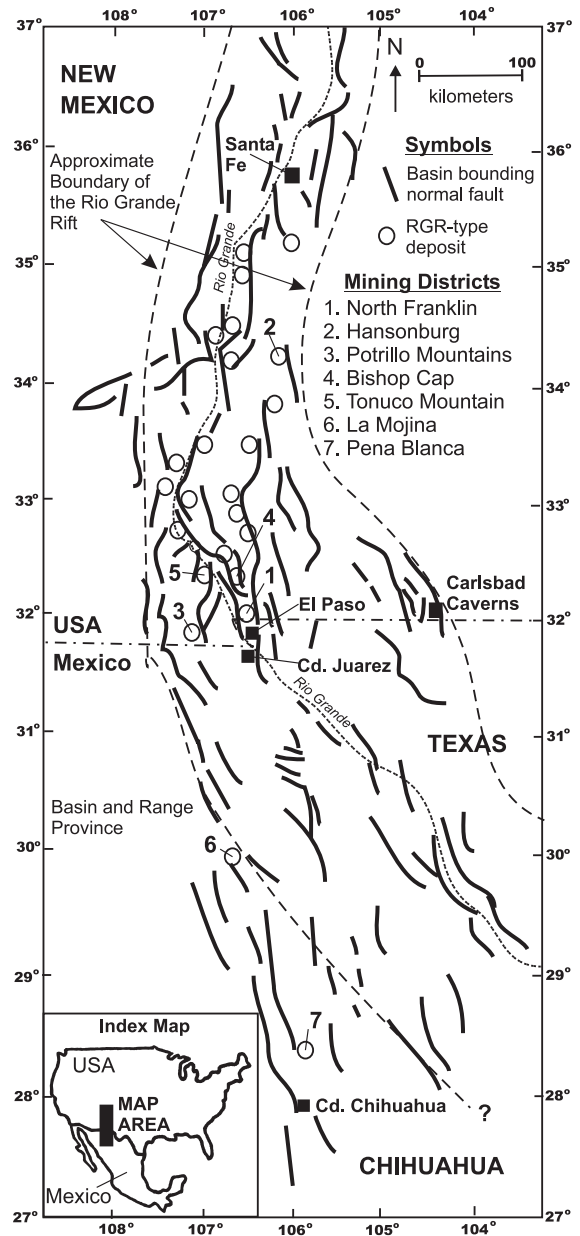 108° 107° 106° 105° 104° 103°
37°
37°
NEW
MEXICO
N
0 100
kilometers
36°
36°
Symbols
Basin bounding
normal fault
RGR-type
deposit
Santa
Fe
Approximate
Boundary of
the Rio Grande
Rift
Rio Grande
35°
35°
Mining Districts
1. North Franklin
2. Hansonburg
3. Potrillo Mountains
4. Bishop Cap
5. Tonuco Mountain
6. La Mojina
7. Pena Blanca
2
34°
34°
33°
33°
4
5
1
Carlsbad
Caverns
El Paso
3
32°
32°
USA
Mexico
Cd. Juarez
Rio Grande
31°
31°
TEXAS
Basin and Range
Province
6
30°
30°
29°
29°
7
28°
28°
Cd. Chihuahua
?
CHIHUAHUA
Index Map
USA
MAP
AREA
Mexico
27°
27°
108° 107° 106° 105° 104° 103°